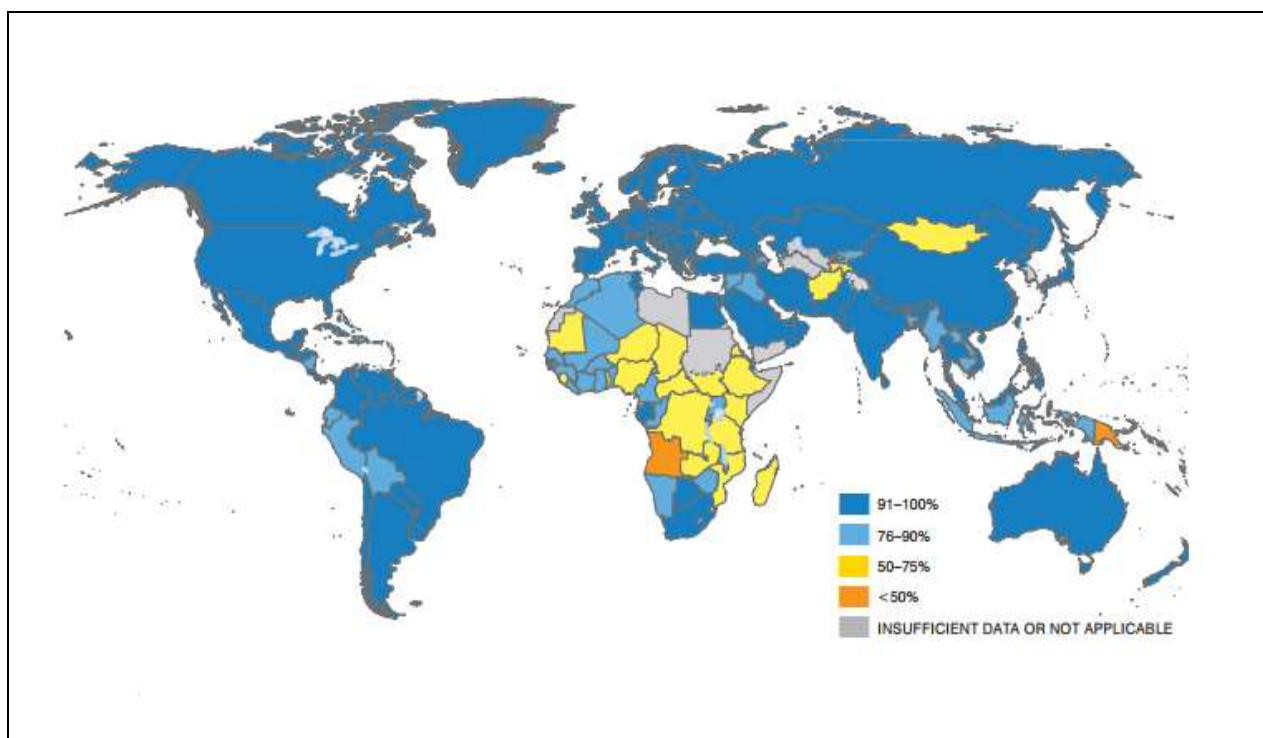 91–100%
76–90%
50–75%
<50%
INSUFFICIENT DATA OR NOT APPLICABLE